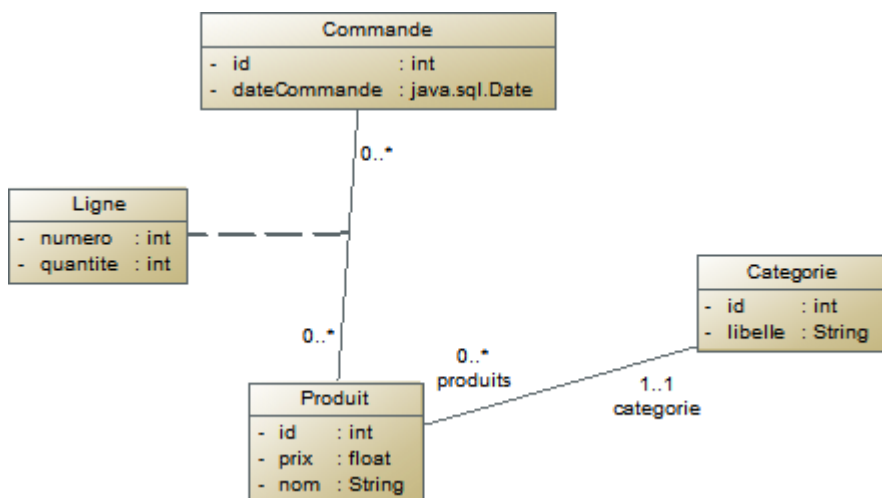 Commande
- id : int
- dateCommande : java.sql.Date
0..*
Ligne
- numero : int
- quantite : int
Categorie
- id : int
- libelle : String
0..*
0..*
produits
1..1
categorie
Produit
- id : int
- prix : float
- nom : String